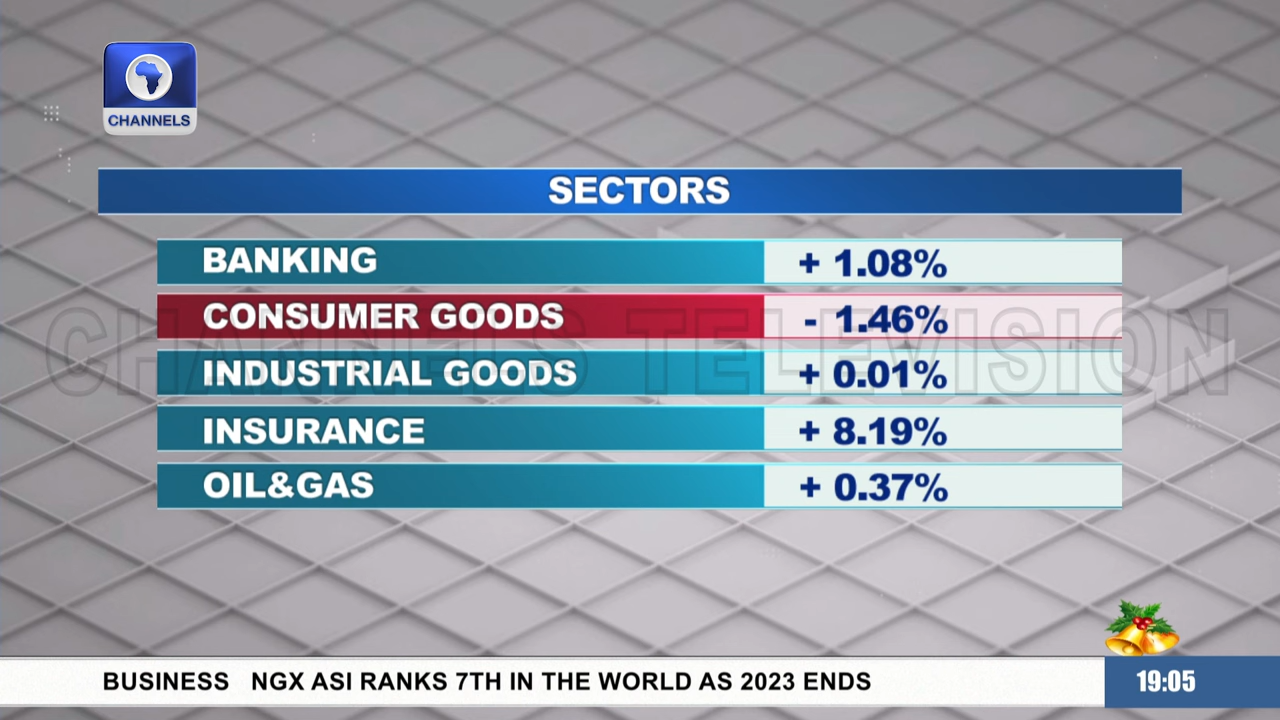 CHANNELS
SECTORS
BANKING + 1.08%
CONSUMER GOODS - 1.46%
CHANNELS TELEVISION
INDUSTRIAL GOODS + 0.01%
INSURANCE + 8.19%
OIL&GAS + 0.37%
BUSINESS NGX ASI RANKS 7TH IN THE WORLD AS 2023 ENDS 19:05